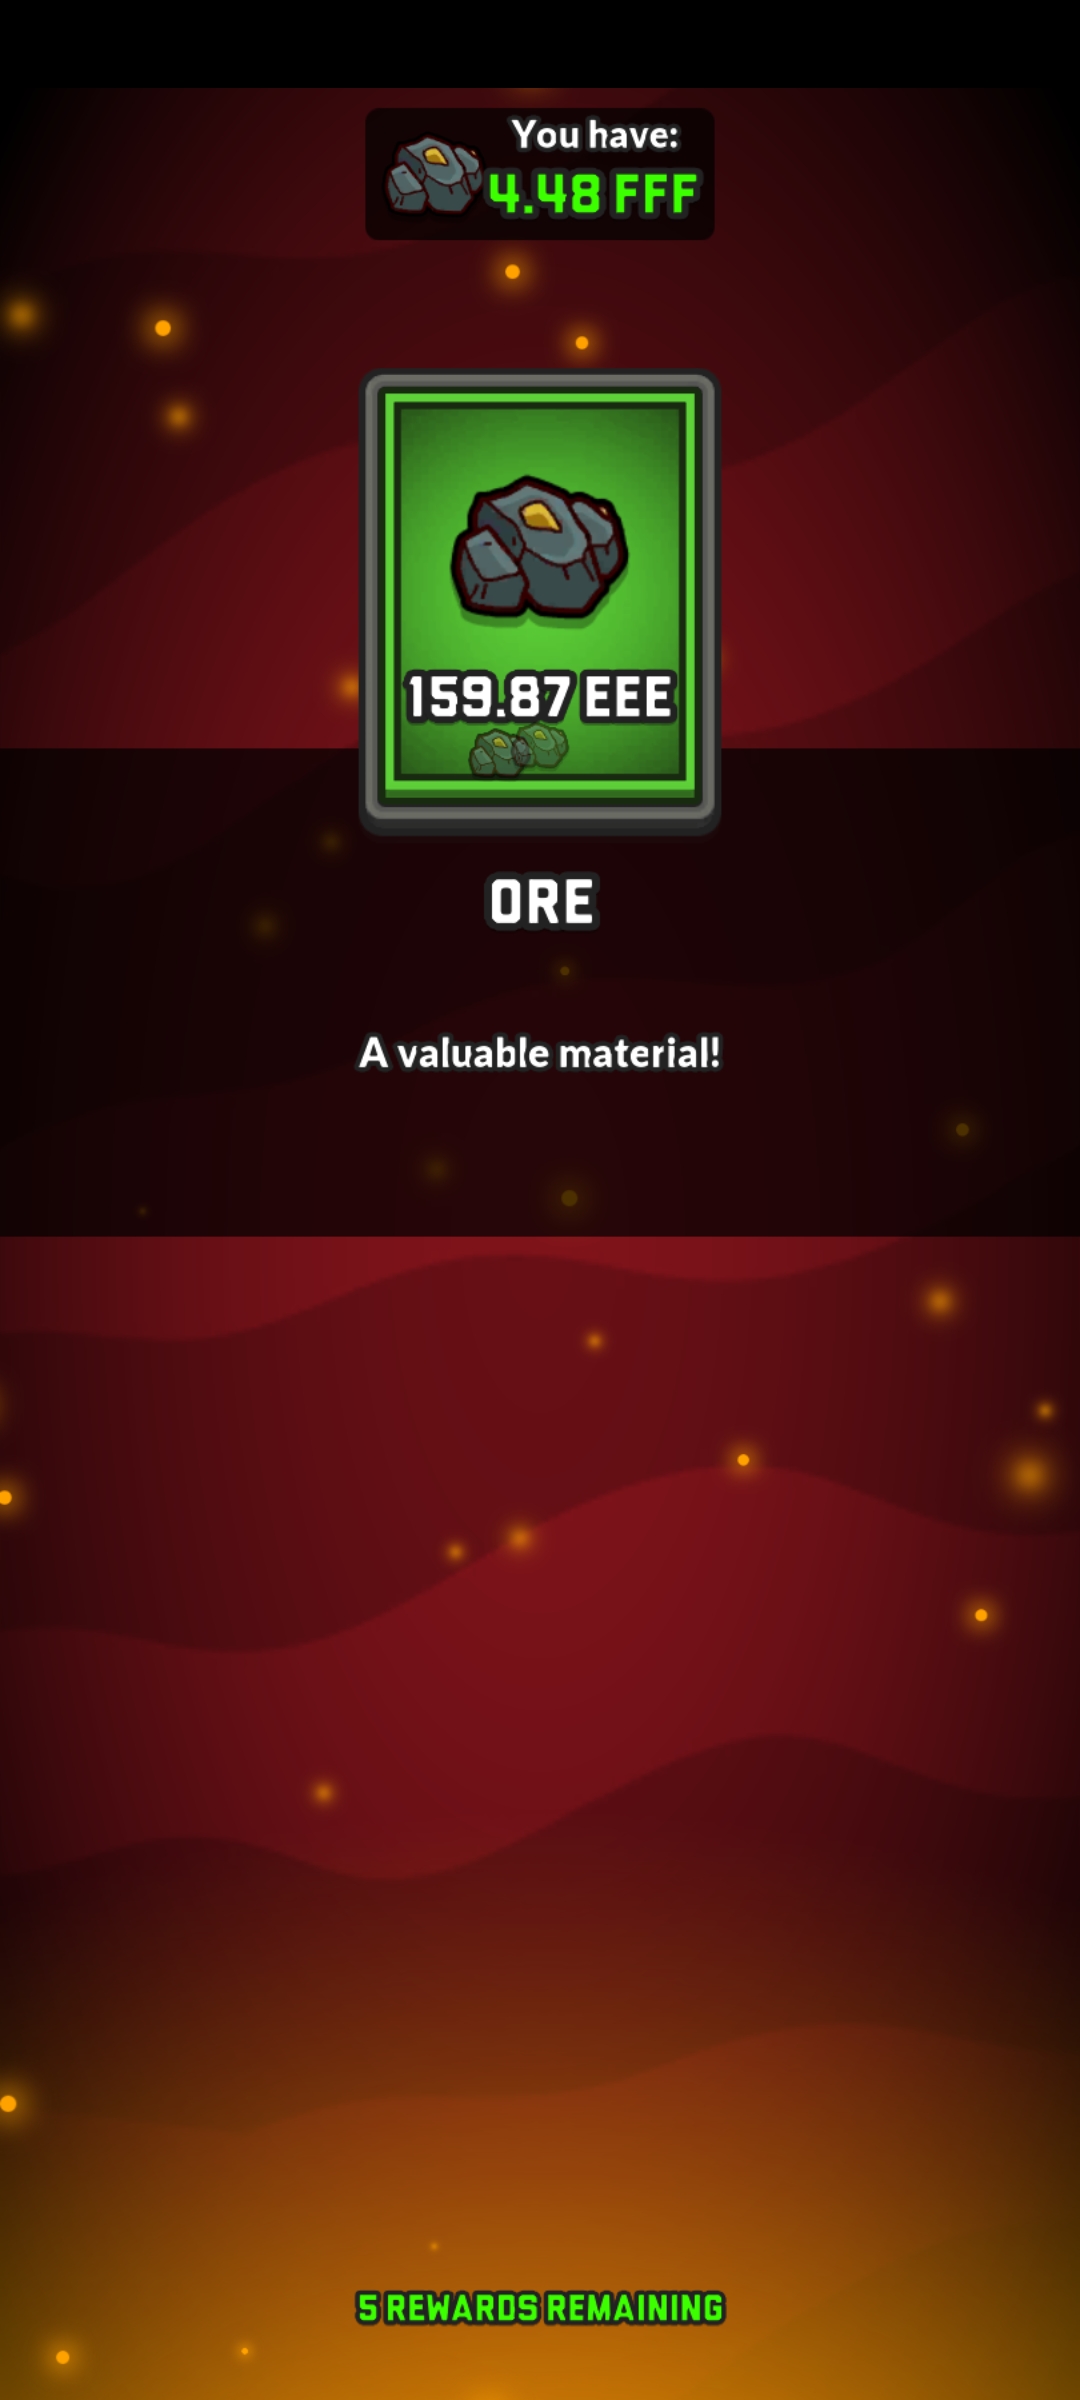 You have:
4.48 FFF
159.87 EEE
ORE
A valuable material!
5 REWARDS REMAINING